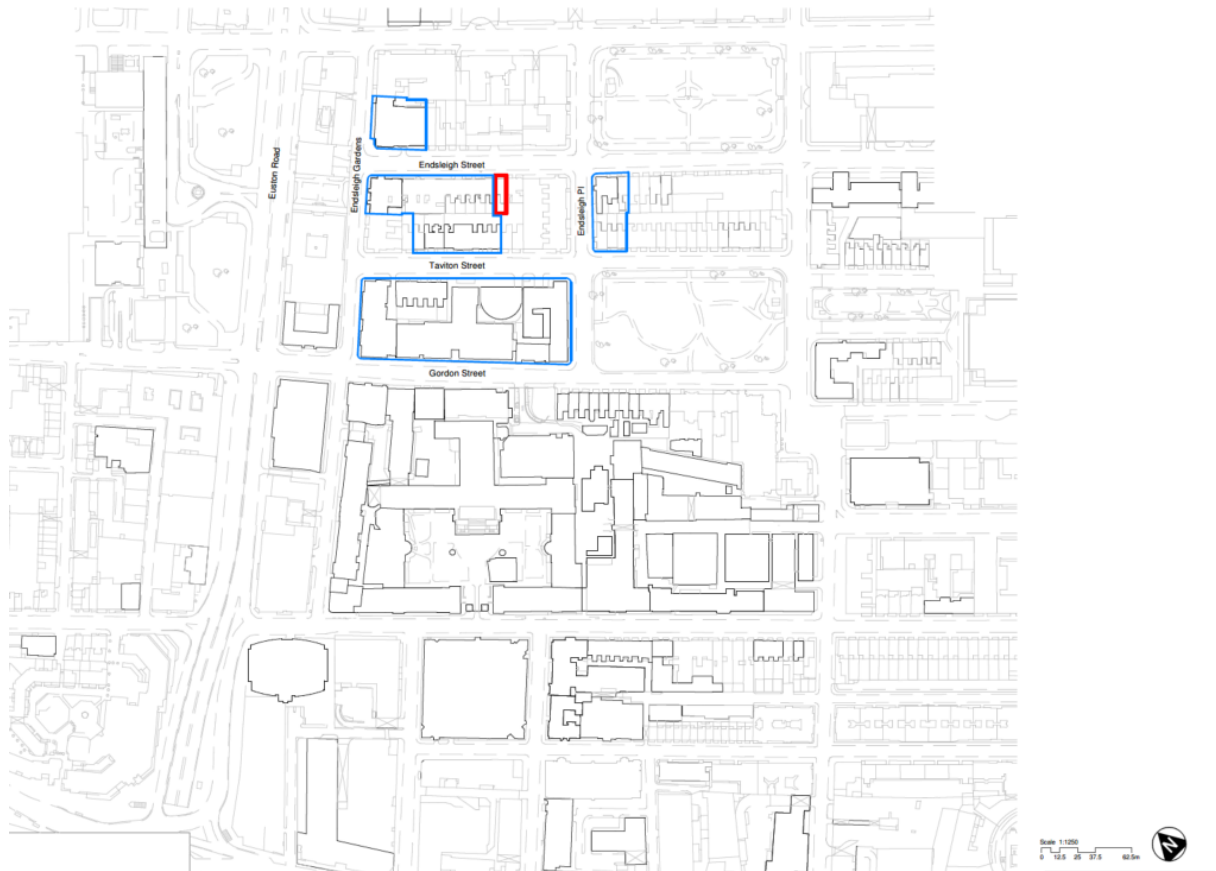 Endsleigh Street
Euston Road
Endsleigh Gardens
Endsleigh Pl
Taviton Street
Gordon Street
Scale 1:1250
0 12.5 25 37.5 62.5m
N